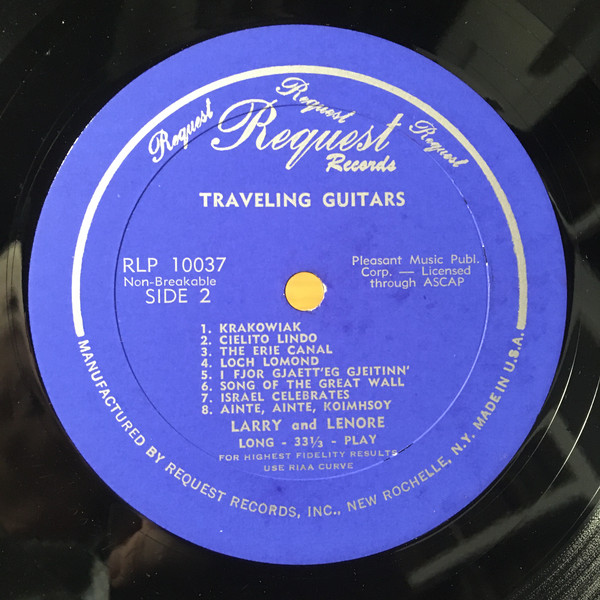 Request
Request
Request
Request
Records
TRAVELING GUITARS
RLP 10037
Non-Breakable
SIDE 2
Pleasant Music Publ.
Corp. — Licensed
through ASCAP
1. KRAKOWIAK
2. CIELITO LINDO
3. THE ERIE CANAL
4. LOCH LOMOND
5. I FJOR GJAETT'EG GJEITINN'
6. SONG OF THE GREAT WALL
7. ISRAEL CELEBRATES
8. AINTE, AINTE, KOIMHSOY
LARRY and LENORE
LONG - 33⅓ - PLAY
FOR HIGHEST FIDELITY RESULTS
USE RIAA CURVE
MANUFACTURED BY REQUEST RECORDS, INC., NEW ROCHELLE, N.Y. MADE IN U.S.A.